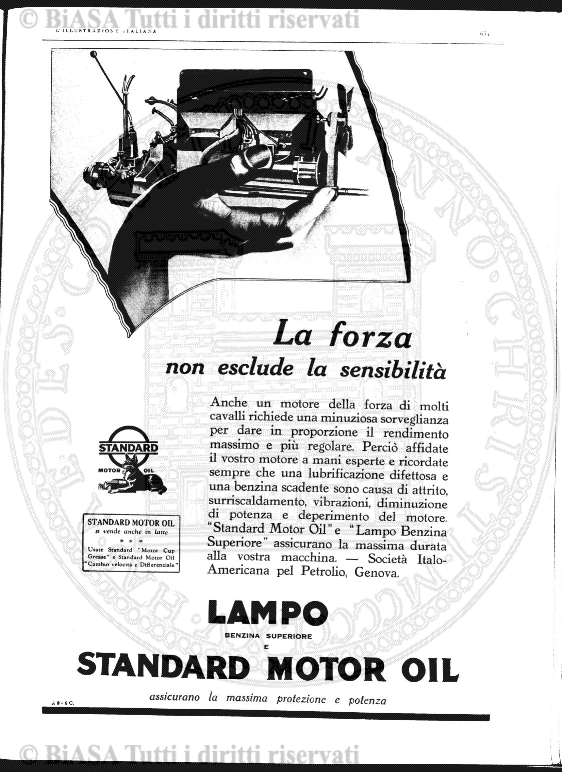 © BiASA Tutti i diritti riservati
L'ILLUSTRAZIONE ITALIANA
La forza
non esclude la sensibilità
Anche un motore della forza di molti
cavalli richiede una minuziosa sorveglianza
per dare in proporzione il rendimento
massimo e più regolare. Perciò affidate
il vostro motore a mani esperte e ricordate
sempre che una lubrificazione difettosa e
una benzina scadente sono causa di attrito,
surriscaldamento, vibrazioni, diminuzione
di potenza e deperimento del motore.
"Standard Motor Oil" e "Lampo Benzina
Superiore" assicurano la massima durata
alla vostra macchina. — Società Italo-
Americana pel Petrolio, Genova.
STANDARD
MOTOR OIL
STANDARD MOTOR OIL
si vende anche in latte
* * *
Usate Standard "Motor Cup
Grease" e Standard Motor Oil
"Cambio velocità e Differenziale"
LAMPO
BENZINA SUPERIORE
E
STANDARD MOTOR OIL
assicurano la massima protezione e potenza
© BiASA Tutti i diritti riservati